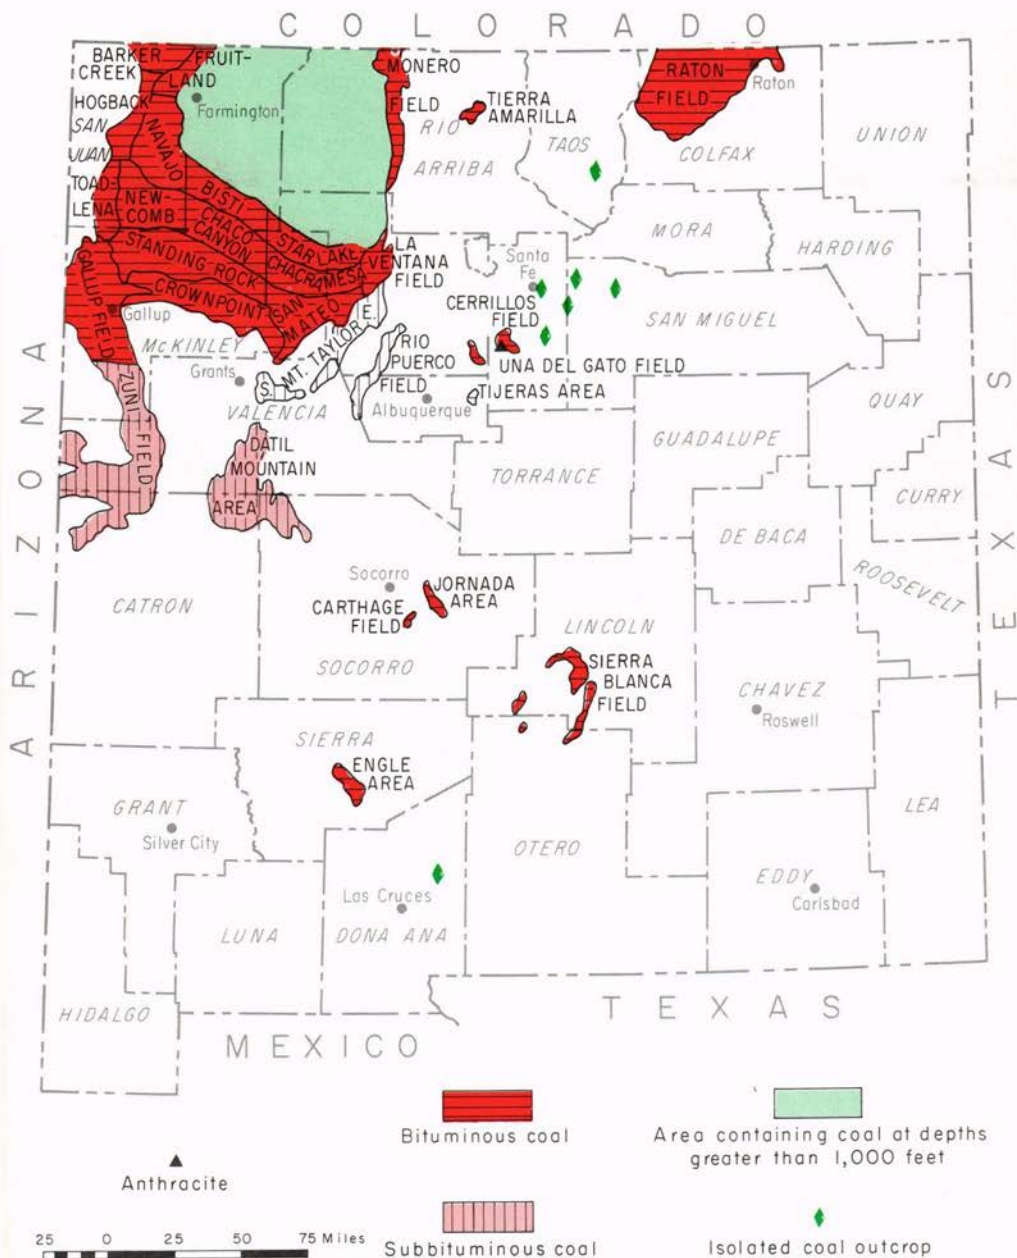 COLORADO
BARKER
CREEK
FRUIT-
LAND
HOGBACK
Farmington
SAN
JUAN
NAVAJO
TOAD-
LENA
NEW-
COMB
BISTI
CHACO
CANYON
STAR LAKE
STANDING ROCK
CHACRA MESA
CROWNPOINT
SAN
MATEO
GALLUP FIELD
Gallup
McKINLEY
MONERO
FIELD
RIO
ARRIBA
TIERRA
AMARILLA
TAOS
RATON
FIELD
Raton
COLFAX
UNION
MORA
HARDING
LA
VENTANA
FIELD
Santa
Fe
CERRILLOS
FIELD
SAN MIGUEL
UNA DEL GATO FIELD
E.
MT. TAYLOR
S.
RIO
PUERCO
FIELD
Grants
VALENCIA
Albuquerque
TIJERAS AREA
QUAY
GUADALUPE
TORRANCE
CURRY
ZUNI
FIELD
DATIL
MOUNTAIN
AREA
DE BACA
ROOSEVELT
ARIZONA
TEXAS
CATRON
Socorro
JORNADA
AREA
CARTHAGE
FIELD
SOCORRO
LINCOLN
SIERRA
BLANCA
FIELD
CHAVEZ
Roswell
SIERRA
ENGLE
AREA
GRANT
Silver City
LEA
OTERO
EDDY
Carlsbad
Las Cruces
DONA ANA
LUNA
HIDALGO
MEXICO
TEXAS
Bituminous coal
Area containing coal at depths
greater than 1,000 feet
Anthracite
Subbituminous coal
Isolated coal outcrop
25 0 25 50 75 Miles